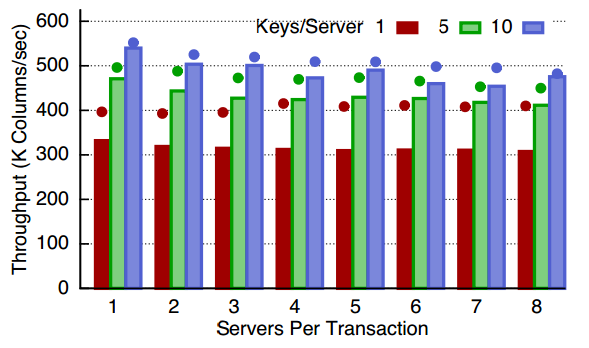 Throughput (K Columns/sec)
600
500
400
300
200
100
0
Keys/Server 1 5 10
1 2 3 4 5 6 7 8
Servers Per Transaction